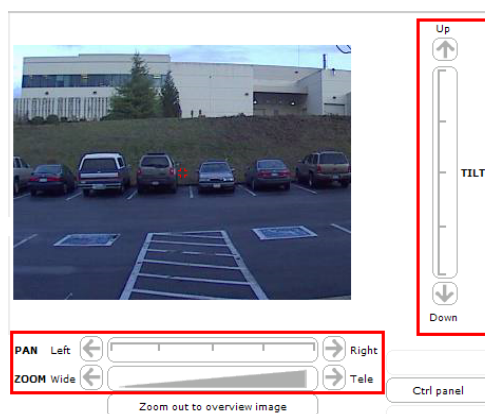 Up
TILT
Down
PAN Left Right
ZOOM Wide Tele
Zoom out to overview image
Ctrl panel